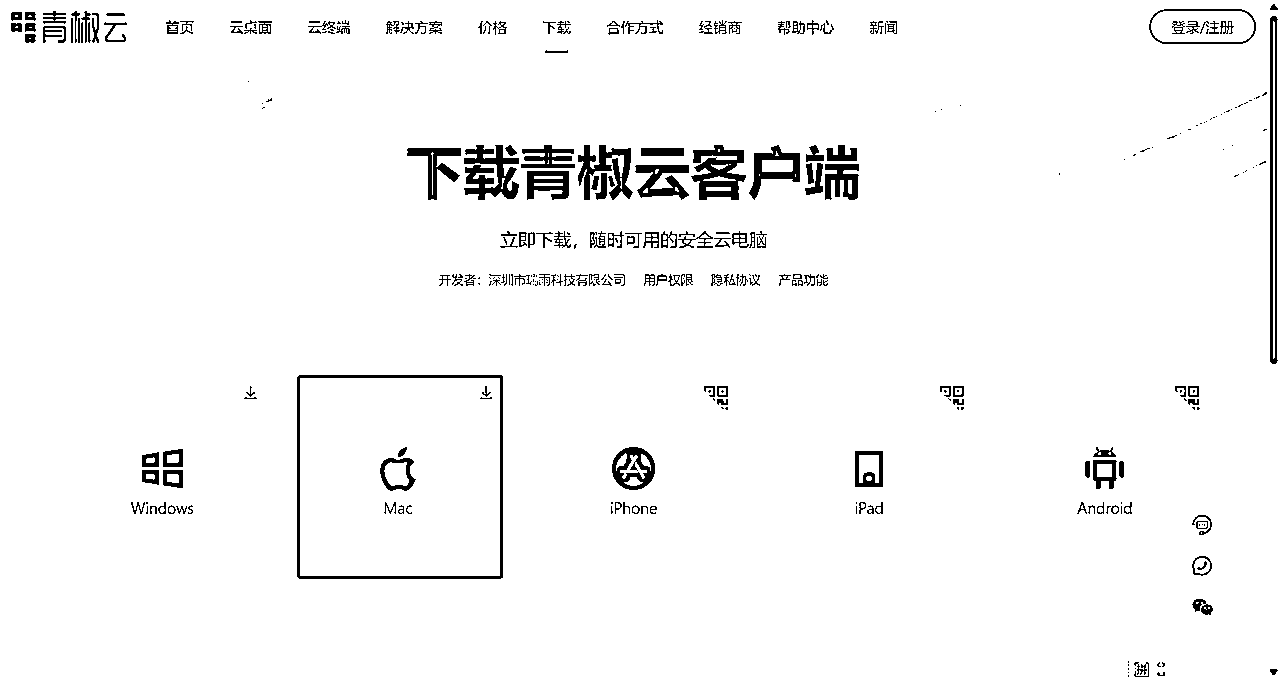 青椒云 首页 云桌面 云终端 解决方案 价格 下载 合作方式 经销商 帮助中心 新闻 登录/注册
下载青椒云客户端
立即下载，随时可用的安全云电脑
开发者：深圳市瑞雨科技有限公司 用户权限 隐私协议 产品功能
Windows Mac iPhone iPad Android